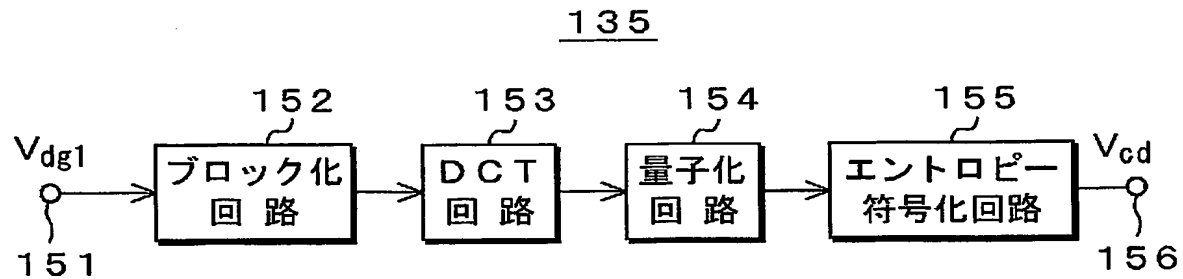 135
152
153
154
155
Vdg1
ブロック化
回路
DCT
回路
量子化
回路
エントロピー
符号化回路
Vcd
151
156